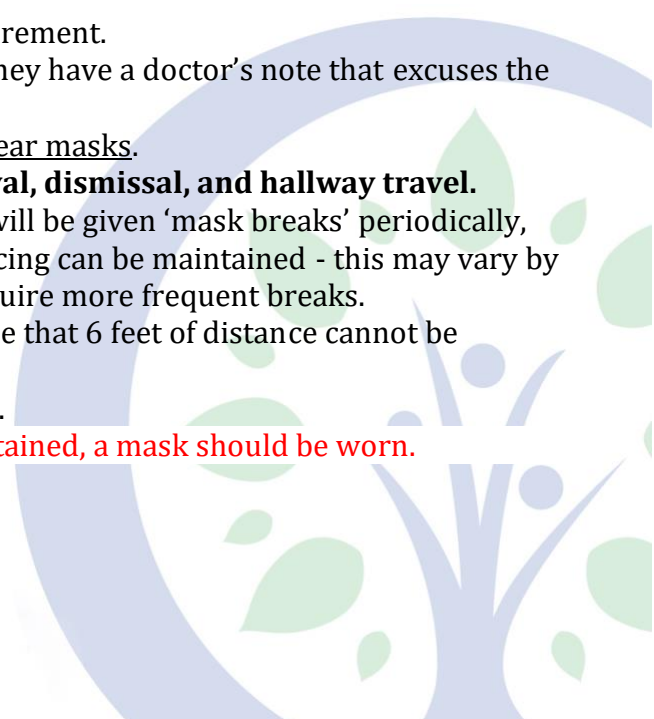 rement.
hey have a doctor’s note that excuses the
ear masks.
val, dismissal, and hallway travel.
will be given ‘mask breaks’ periodically,
cing can be maintained - this may vary by
quire more frequent breaks.
e that 6 feet of distance cannot be
.
tained, a mask should be worn.